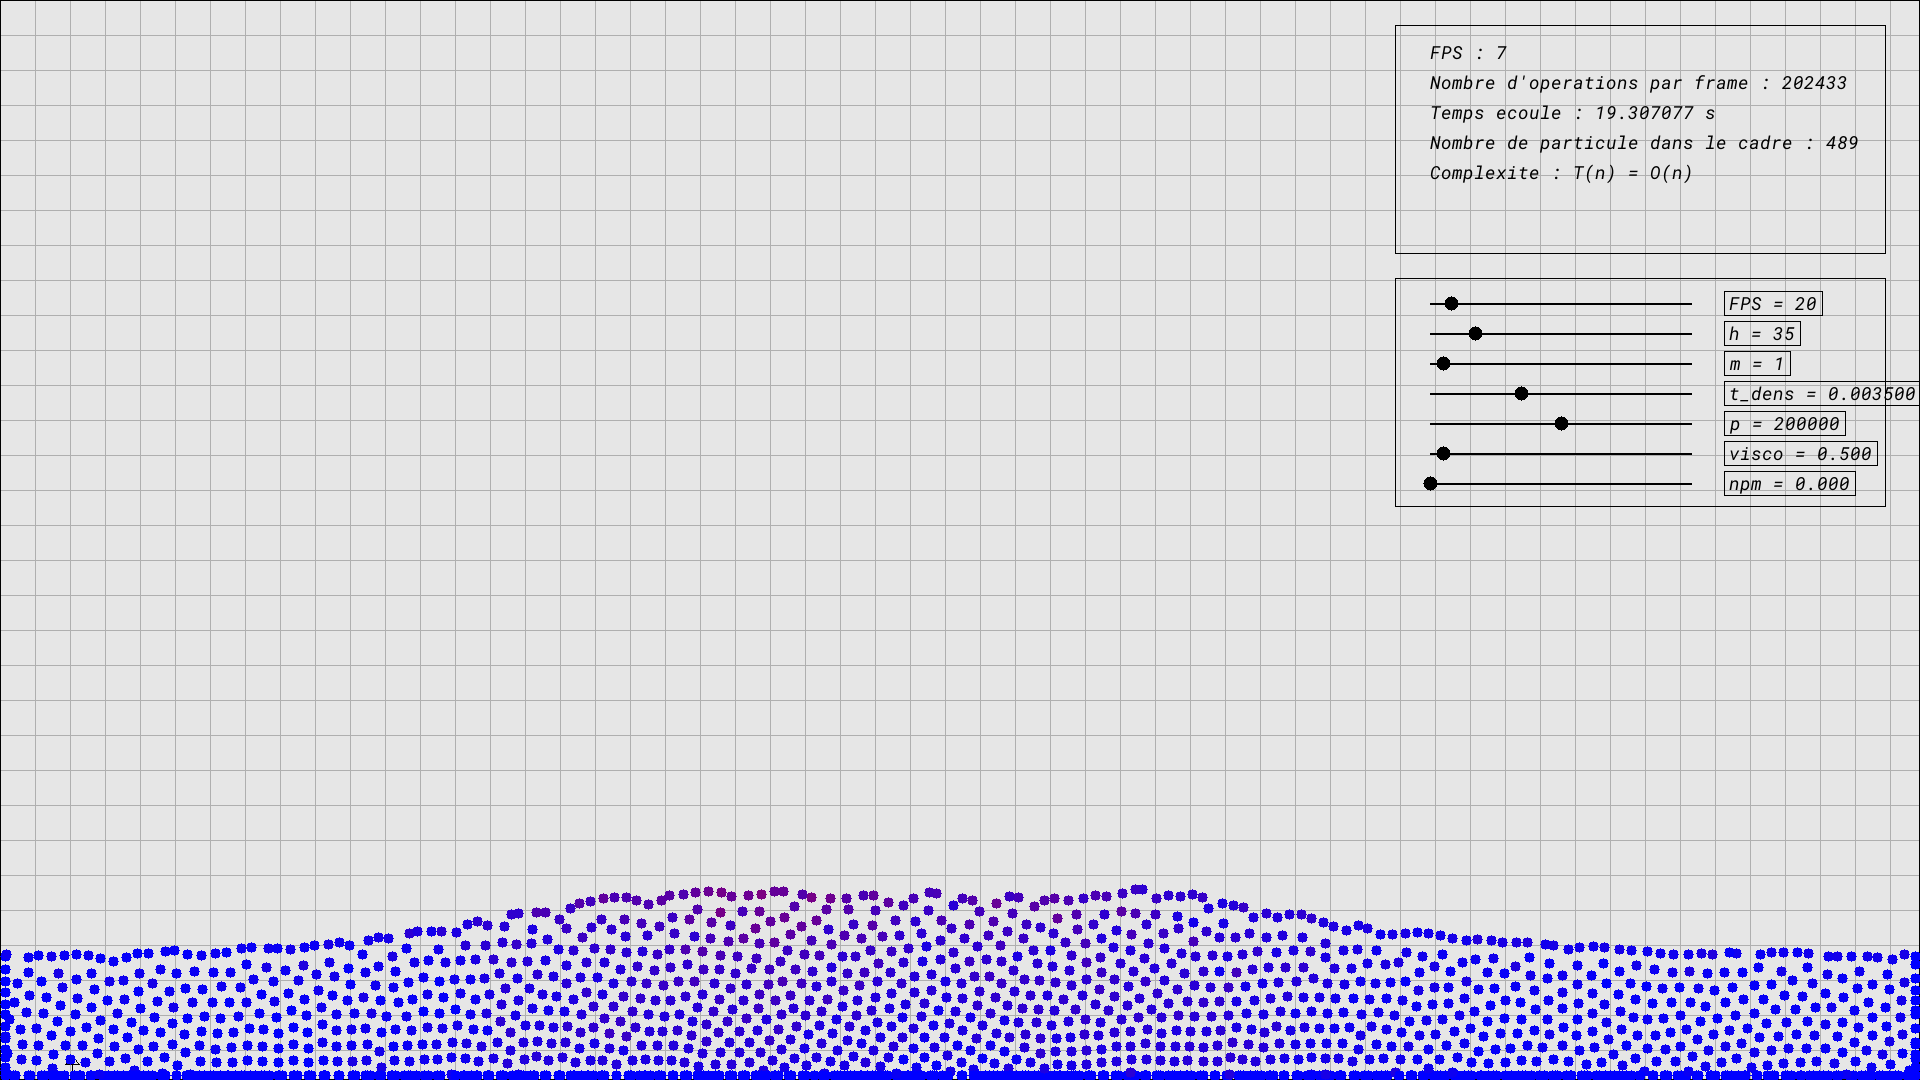 FPS : 7
Nombre d'operations par frame : 202433
Temps ecoule : 19.307077 s
Nombre de particule dans le cadre : 489
Complexite : T(n) = O(n)
FPS = 20
h = 35
m = 1
t_dens = 0.003500
p = 200000
visco = 0.500
npm = 0.000